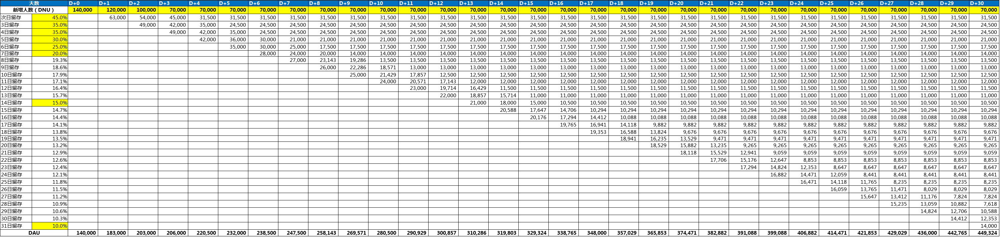 天数 D+0 D+1 D+2 D+3 D+4 D+5 D+6 D+7 D+8 D+9 D+10 D+11 D+12 D+13 D+14 D+15 D+16 D+17 D+18 D+19 D+20 D+21 D+22 D+23 D+24 D+25 D+26 D+27 D+28 D+29 D+30
新增人数（DNU） 140,000 120,000 100,000 70,000 70,000 70,000 70,000 70,000 70,000 70,000 70,000 70,000 70,000 70,000 70,000 70,000 70,000 70,000 70,000 70,000 70,000 70,000 70,000 70,000 70,000 70,000 70,000 70,000 70,000 70,000 70,000
次日留存 45.0% 63,000 54,000 45,000 31,500 31,500 31,500 31,500 31,500 31,500 31,500 31,500 31,500 31,500 31,500 31,500 31,500 31,500 31,500 31,500 31,500 31,500 31,500 31,500 31,500 31,500 31,500 31,500 31,500 31,500 31,500
3日留存 35.0% 49,000 42,000 35,000 24,500 24,500 24,500 24,500 24,500 24,500 24,500 24,500 24,500 24,500 24,500 24,500 24,500 24,500 24,500 24,500 24,500 24,500 24,500 24,500 24,500 24,500 24,500 24,500 24,500 24,500
4日留存 35.0% 49,000 42,000 35,000 24,500 24,500 24,500 24,500 24,500 24,500 24,500 24,500 24,500 24,500 24,500 24,500 24,500 24,500 24,500 24,500 24,500 24,500 24,500 24,500 24,500 24,500 24,500 24,500 24,500
5日留存 30.0% 42,000 36,000 30,000 21,000 21,000 21,000 21,000 21,000 21,000 21,000 21,000 21,000 21,000 21,000 21,000 21,000 21,000 21,000 21,000 21,000 21,000 21,000 21,000 21,000 21,000 21,000 21,000
6日留存 25.0% 35,000 30,000 25,000 17,500 17,500 17,500 17,500 17,500 17,500 17,500 17,500 17,500 17,500 17,500 17,500 17,500 17,500 17,500 17,500 17,500 17,500 17,500 17,500 17,500 17,500 17,500
7日留存 20.0% 28,000 24,000 20,000 14,000 14,000 14,000 14,000 14,000 14,000 14,000 14,000 14,000 14,000 14,000 14,000 14,000 14,000 14,000 14,000 14,000 14,000 14,000 14,000 14,000 14,000
8日留存 19.3% 27,000 23,143 19,286 13,500 13,500 13,500 13,500 13,500 13,500 13,500 13,500 13,500 13,500 13,500 13,500 13,500 13,500 13,500 13,500 13,500 13,500 13,500 13,500 13,500
9日留存 18.6% 26,000 22,286 18,571 13,000 13,000 13,000 13,000 13,000 13,000 13,000 13,000 13,000 13,000 13,000 13,000 13,000 13,000 13,000 13,000 13,000 13,000 13,000 13,000
10日留存 17.9% 25,000 21,429 17,857 12,500 12,500 12,500 12,500 12,500 12,500 12,500 12,500 12,500 12,500 12,500 12,500 12,500 12,500 12,500 12,500 12,500 12,500 12,500
11日留存 17.1% 24,000 20,571 17,143 12,000 12,000 12,000 12,000 12,000 12,000 12,000 12,000 12,000 12,000 12,000 12,000 12,000 12,000 12,000 12,000 12,000 12,000
12日留存 16.4% 23,000 19,714 16,429 11,500 11,500 11,500 11,500 11,500 11,500 11,500 11,500 11,500 11,500 11,500 11,500 11,500 11,500 11,500 11,500 11,500
13日留存 15.7% 22,000 18,857 15,714 11,000 11,000 11,000 11,000 11,000 11,000 11,000 11,000 11,000 11,000 11,000 11,000 11,000 11,000 11,000 11,000
14日留存 15.0% 21,000 18,000 15,000 10,500 10,500 10,500 10,500 10,500 10,500 10,500 10,500 10,500 10,500 10,500 10,500 10,500 10,500 10,500
15日留存 14.7% 20,588 17,647 14,706 10,294 10,294 10,294 10,294 10,294 10,294 10,294 10,294 10,294 10,294 10,294 10,294 10,294 10,294
16日留存 14.4% 20,176 17,294 14,412 10,088 10,088 10,088 10,088 10,088 10,088 10,088 10,088 10,088 10,088 10,088 10,088 10,088
17日留存 14.1% 19,765 16,941 14,118 9,882 9,882 9,882 9,882 9,882 9,882 9,882 9,882 9,882 9,882 9,882 9,882
18日留存 13.8% 19,353 16,588 13,824 9,676 9,676 9,676 9,676 9,676 9,676 9,676 9,676 9,676 9,676 9,676
19日留存 13.5% 18,941 16,235 13,529 9,471 9,471 9,471 9,471 9,471 9,471 9,471 9,471 9,471 9,471
20日留存 13.2% 18,529 15,882 13,235 9,265 9,265 9,265 9,265 9,265 9,265 9,265 9,265 9,265
21日留存 12.9% 18,118 15,529 12,941 9,059 9,059 9,059 9,059 9,059 9,059 9,059 9,059
22日留存 12.6% 17,706 15,176 12,647 8,853 8,853 8,853 8,853 8,853 8,853 8,853
23日留存 12.4% 17,294 14,824 12,353 8,647 8,647 8,647 8,647 8,647 8,647
24日留存 12.1% 16,882 14,471 12,059 8,441 8,441 8,441 8,441 8,441
25日留存 11.8% 16,471 14,118 11,765 8,235 8,235 8,235 8,235
26日留存 11.5% 16,059 13,765 11,471 8,029 8,029 8,029
27日留存 11.2% 15,647 13,412 11,176 7,824 7,824
28日留存 10.9% 15,235 13,059 10,882 7,618
29日留存 10.6% 14,824 12,706 10,588
30日留存 10.3% 14,412 12,353
31日留存 10.0% 14,000
DAU 140,000 183,000 203,000 206,000 220,500 232,000 238,500 247,500 258,143 269,571 280,500 290,929 300,857 310,286 319,803 329,324 338,765 348,000 357,029 365,853 374,471 382,882 391,088 399,088 406,882 414,471 421,853 429,029 436,000 442,765 449,324